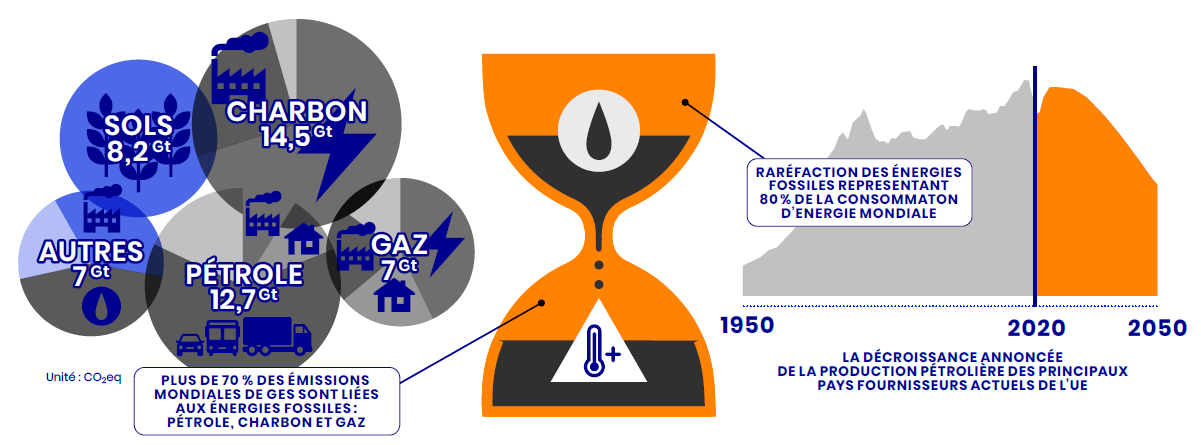 SOLS
8,2 Gt
CHARBON
14,5 Gt
AUTRES
7 Gt
PÉTROLE
12,7 Gt
GAZ
7 Gt
Unité : CO₂eq
PLUS DE 70 % DES ÉMISSIONS
MONDIALES DE GES SONT LIÉES
AUX ÉNERGIES FOSSILES :
PÉTROLE, CHARBON ET GAZ
+
RARÉFACTION DES ÉNERGIES
FOSSILES REPRESENTANT
80 % DE LA CONSOMMATON
D'ENERGIE MONDIALE
1950
2020
2050
LA DÉCROISSANCE ANNONCÉE
DE LA PRODUCTION PÉTROLIÈRE DES PRINCIPAUX
PAYS FOURNISSEURS ACTUELS DE L'UE